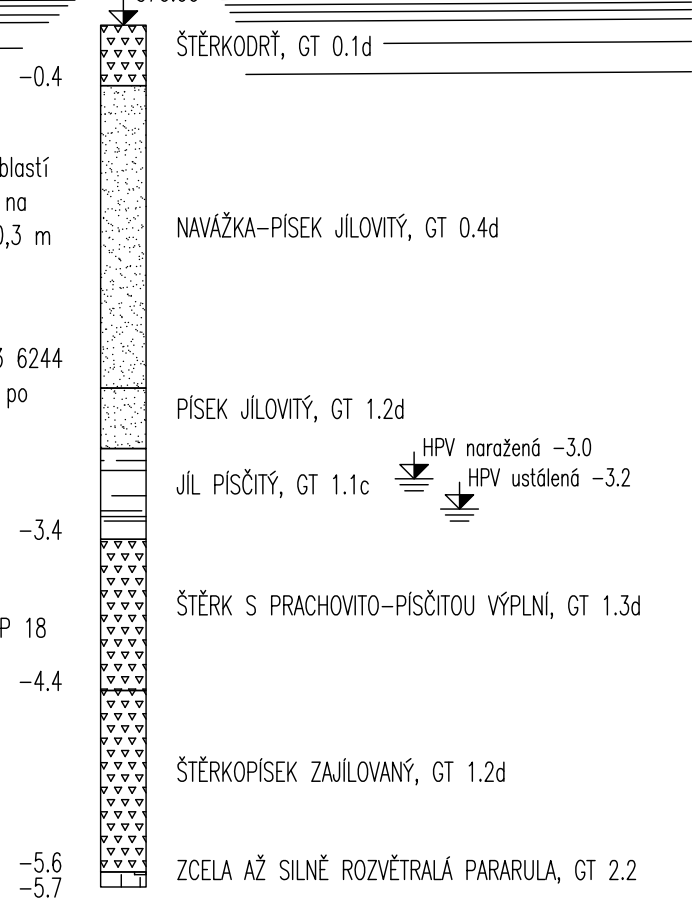 ŠTĚRKODRŤ, GT 0.1d
-0.4
blastí
na
0,3 m
NAVÁŽKA-PÍSEK JÍLOVITÝ, GT 0.4d
6244
po
PÍSEK JÍLOVITÝ, GT 1.2d
HPV naražená -3.0
HPV ustálená -3.2
JÍL PÍSČITÝ, GT 1.1c
-3.4
ŠTĚRK S PRACHOVITO-PÍSČITOU VÝPLNÍ, GT 1.3d
P 18
-4.4
ŠTĚRKOPÍSEK ZAJÍLOVANÝ, GT 1.2d
-5.6
ZCELA AŽ SILNĚ ROZVĚTRALÁ PARARULA, GT 2.2
-5.7